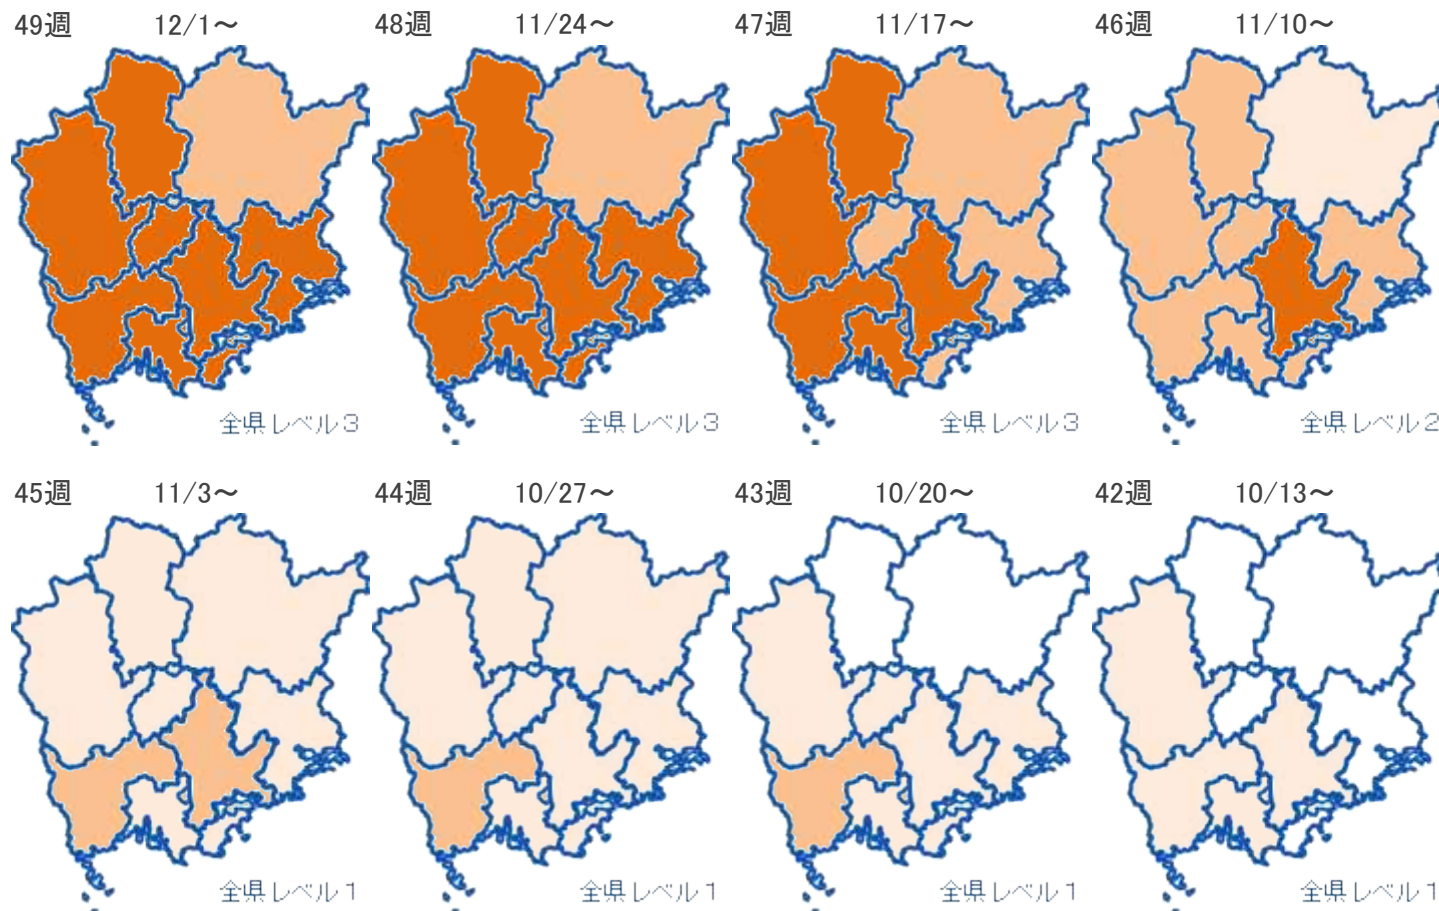 49週 12/1～
48週 11/24～
47週 11/17～
46週 11/10～
全県レベル3
全県レベル3
全県レベル3
全県レベル2
45週 11/3～
44週 10/27～
43週 10/20～
42週 10/13～
全県レベル1
全県レベル1
全県レベル1
全県レベル1